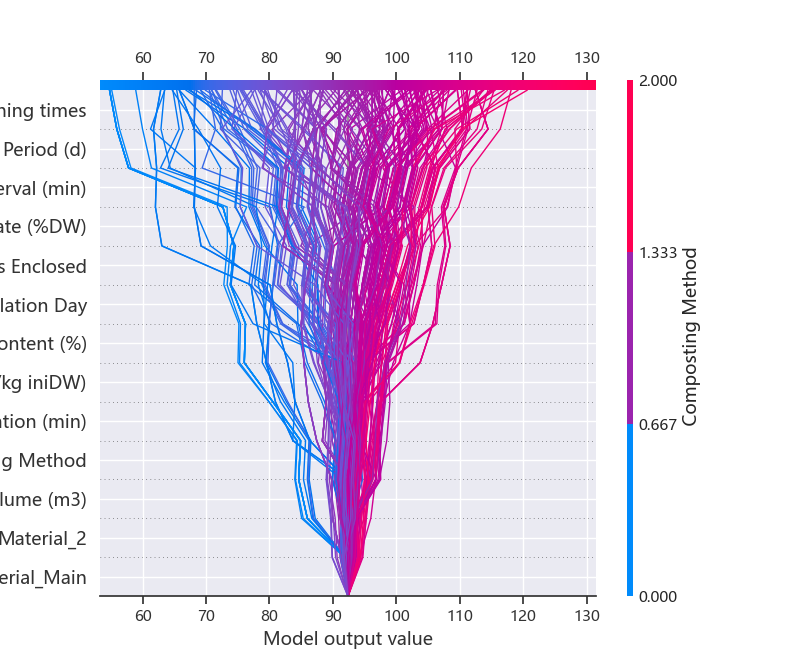 60 70 80 90 100 110 120 130
ning times
Period (d)
erval (min)
ate (%DW)
s Enclosed
lation Day
ontent (%)
/kg iniDW)
ation (min)
g Method
lume (m3)
Material_2
erial_Main
60 70 80 90 100 110 120 130
Model output value
2.000
1.333
0.667
0.000
Composting Method